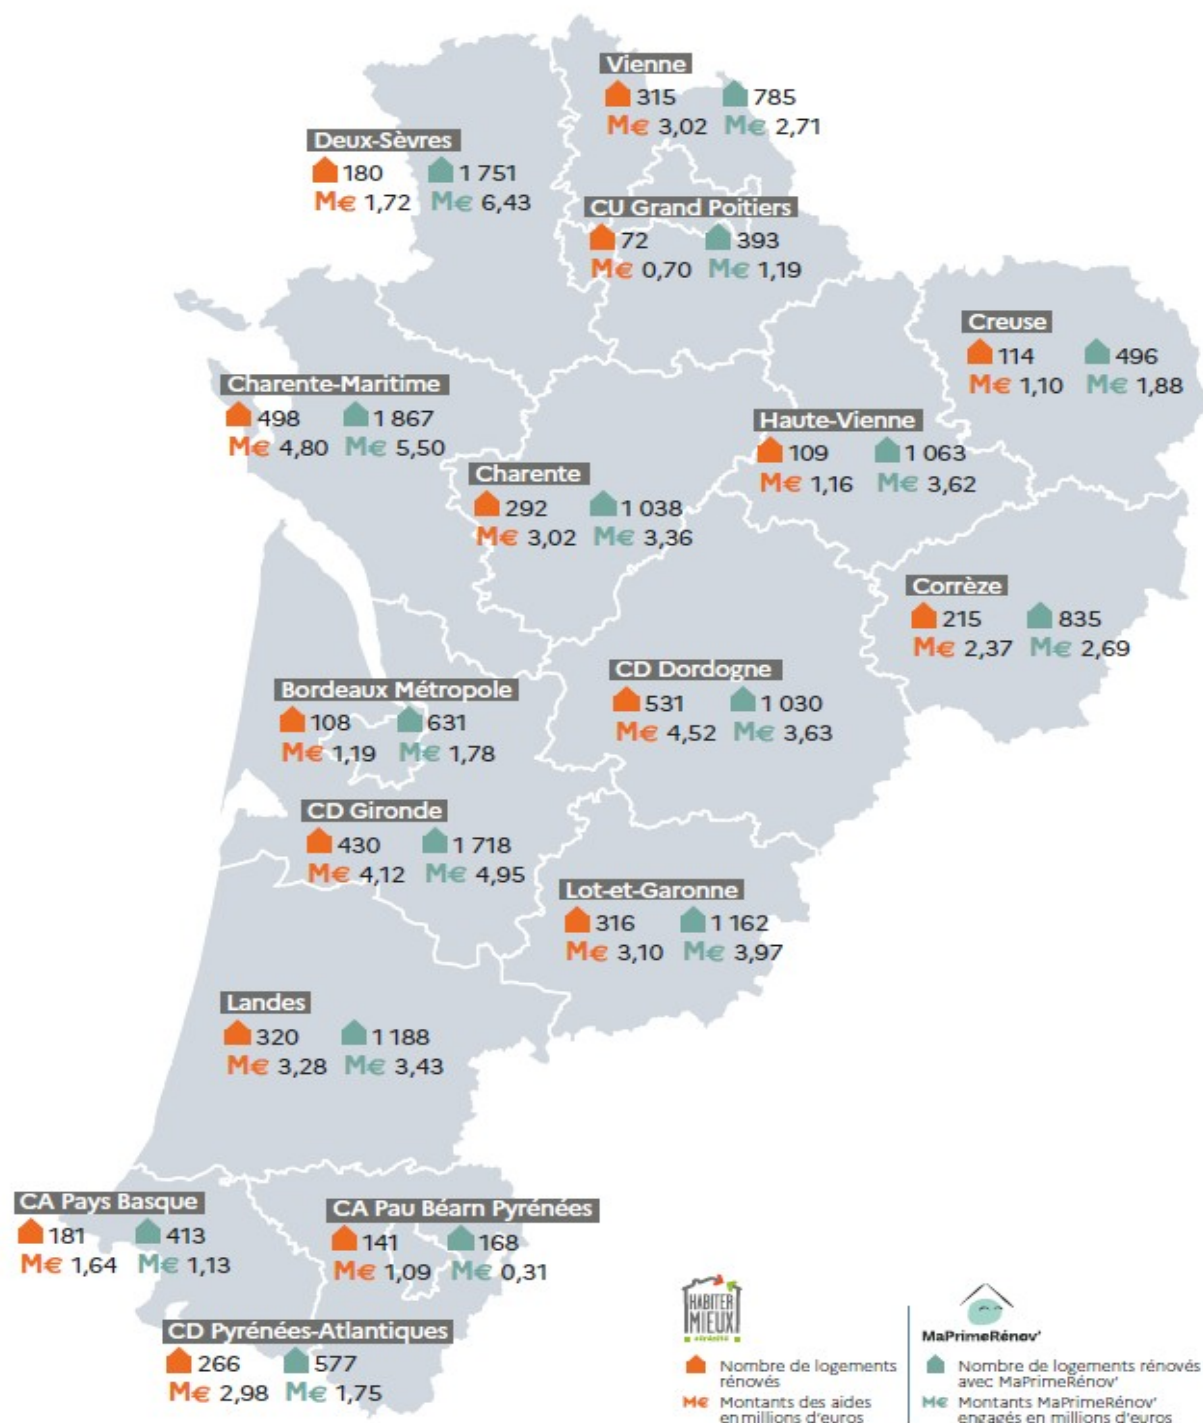 Vienne
315 785
M€ 3,02 M€ 2,71
Deux-Sèvres
180 1 751
M€ 1,72 M€ 6,43
CU Grand Poitiers
72 393
M€ 0,70 M€ 1,19
Creuse
114 496
M€ 1,10 M€ 1,88
Charente-Maritime
498 1 867
M€ 4,80 M€ 5,50
Haute-Vienne
109 1 063
M€ 1,16 M€ 3,62
Charente
292 1 038
M€ 3,02 M€ 3,36
Corrèze
215 835
M€ 2,37 M€ 2,69
CD Dordogne
531 1 030
M€ 4,52 M€ 3,63
Bordeaux Métropole
108 631
M€ 1,19 M€ 1,78
CD Gironde
430 1 718
M€ 4,12 M€ 4,95
Lot-et-Garonne
316 1 162
M€ 3,10 M€ 3,97
Landes
320 1 188
M€ 3,28 M€ 3,43
CA Pays Basque
181 413
M€ 1,64 M€ 1,13
CA Pau Béarn Pyrénées
141 168
M€ 1,09 M€ 0,31
CD Pyrénées-Atlantiques
266 577
M€ 2,98 M€ 1,75
HABITER
MIEUX
Nombre de logements
rénovés
M€ Montants des aides
en millions d'euros
MaPrimeRénov'
Nombre de logements rénovés
avec MaPrimeRénov'
M€ Montants MaPrimeRénov'
engagés en millions d'euros